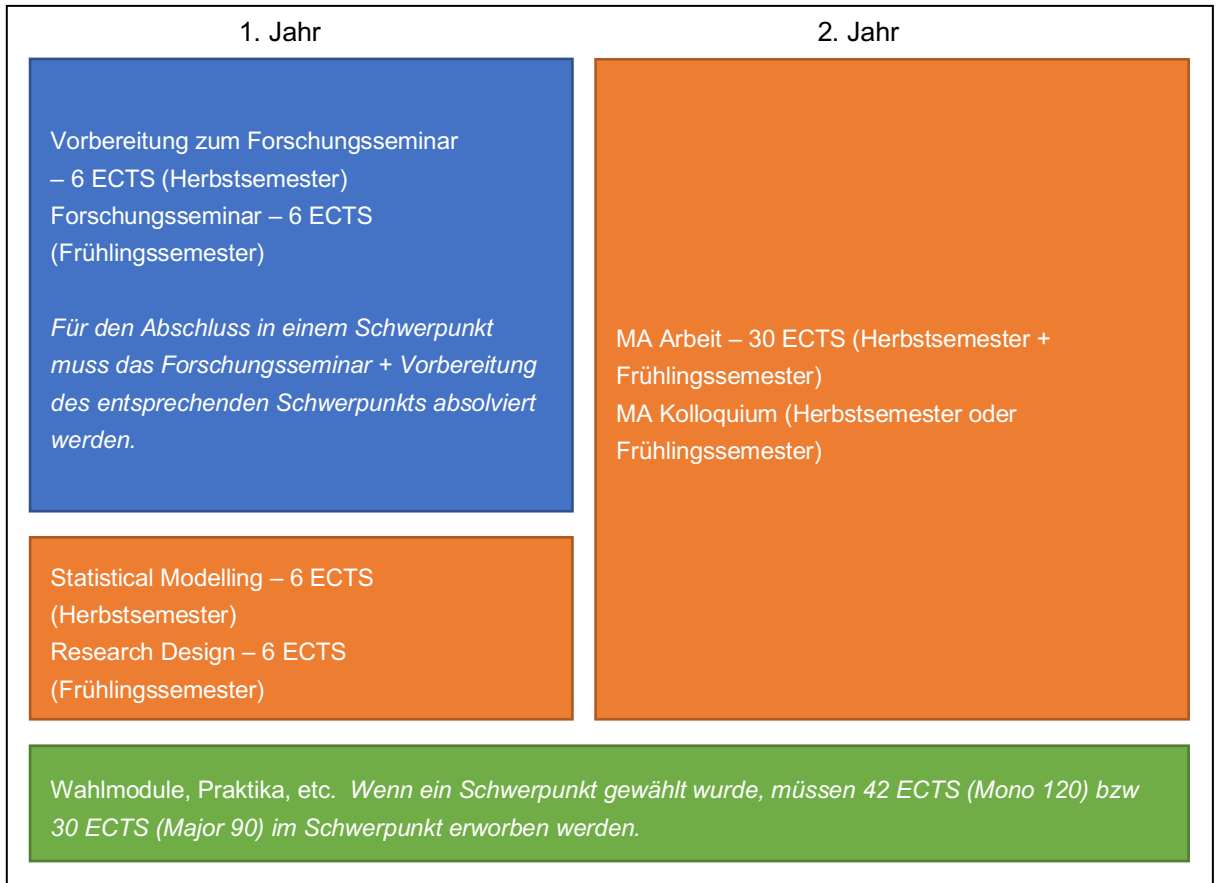 1. Jahr
2. Jahr
Vorbereitung zum Forschungsseminar
– 6 ECTS (Herbstsemester)
Forschungsseminar – 6 ECTS
(Frühlingssemester)
Für den Abschluss in einem Schwerpunkt
muss das Forschungsseminar + Vorbereitung
des entsprechenden Schwerpunkts absolviert
werden.
Statistical Modelling – 6 ECTS
(Herbstsemester)
Research Design – 6 ECTS
(Frühlingssemester)
MA Arbeit – 30 ECTS (Herbstsemester +
Frühlingssemester)
MA Kolloquium (Herbstsemester oder
Frühlingssemester)
Wahlmodule, Praktika, etc. Wenn ein Schwerpunkt gewählt wurde, müssen 42 ECTS (Mono 120) bzw
30 ECTS (Major 90) im Schwerpunkt erworben werden.